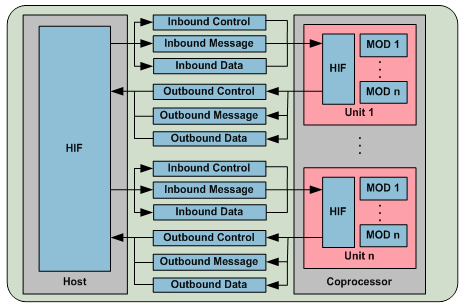 Inbound Control
Inbound Message
Inbound Data
Outbound Control
Outbound Message
Outbound Data
HIF
MOD 1
MOD n
Unit 1
HIF
Inbound Control
Inbound Message
Inbound Data
Outbound Control
Outbound Message
Outbound Data
HIF
MOD 1
MOD n
Unit n
Host
Coprocessor